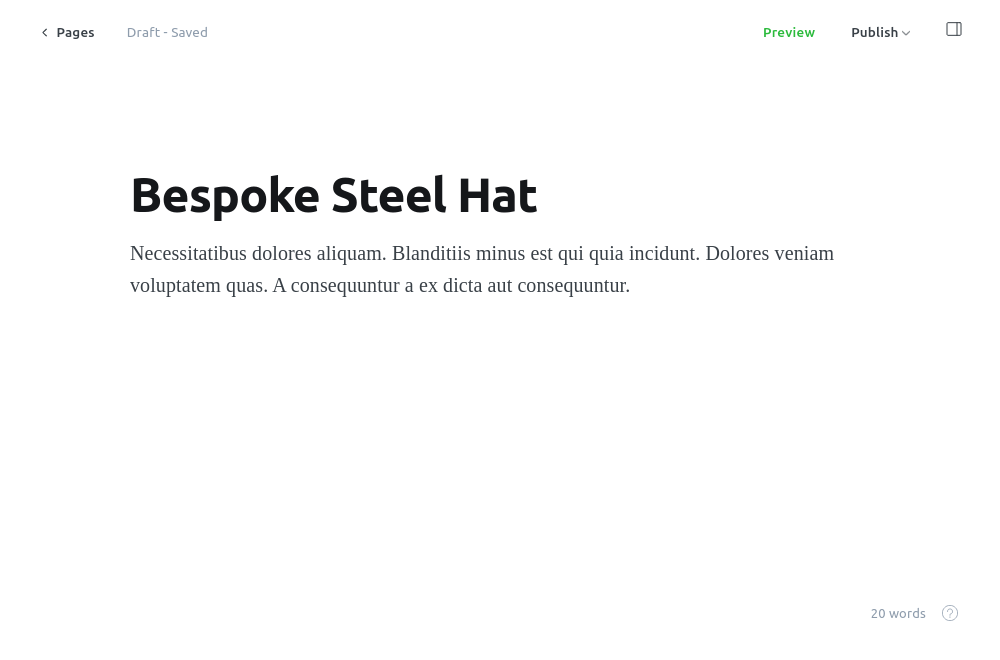 Pages
Draft - Saved
Preview
Publish
Bespoke Steel Hat
Necessitatibus dolores aliquam. Blanditiis minus est qui quia incidunt. Dolores veniam
voluptatem quas. A consequuntur a ex dicta aut consequuntur.
20 words
?